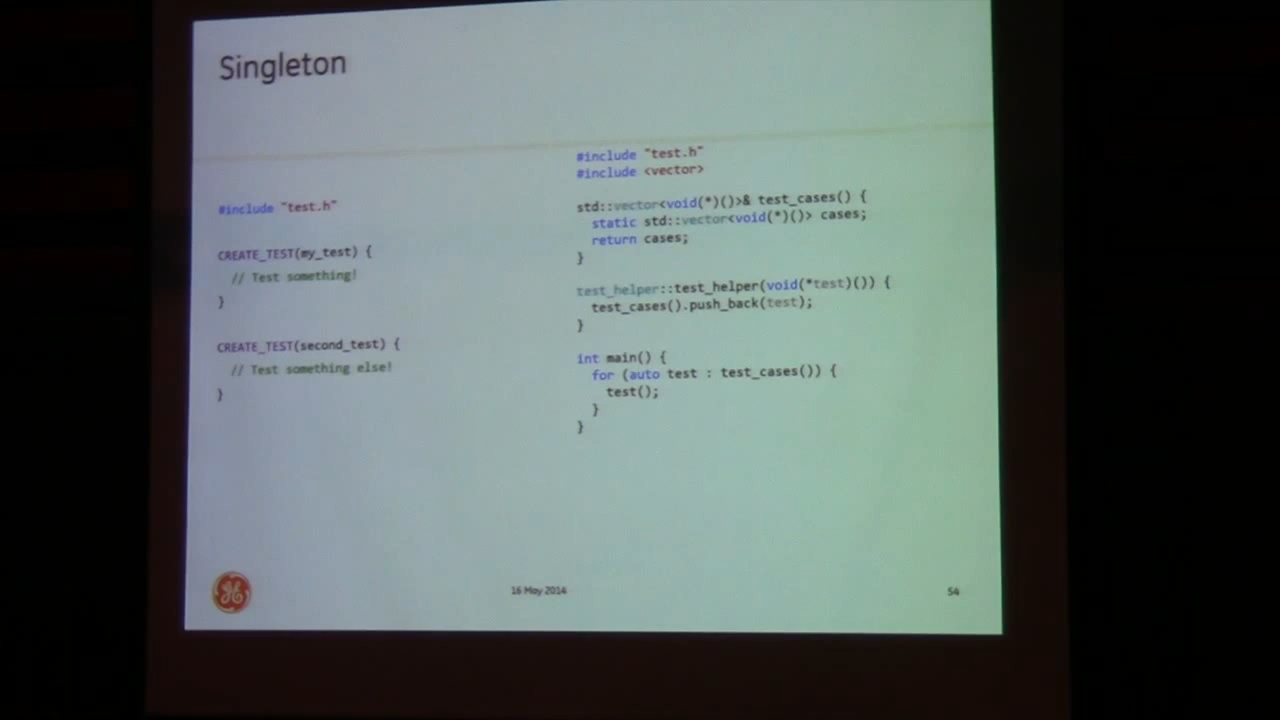 Singleton
#include "test.h"
CREATE_TEST(my_test) {
// Test something!
}
CREATE_TEST(second_test) {
// Test something else!
}
#include "test.h"
#include <vector>
std::vector<void(*)()>& test_cases() {
static std::vector<void(*)()> cases;
return cases;
}
test_helper::test_helper(void(*test)()) {
test_cases().push_back(test);
}
int main() {
for (auto test : test_cases()) {
test();
}
}
16 May 2014
54